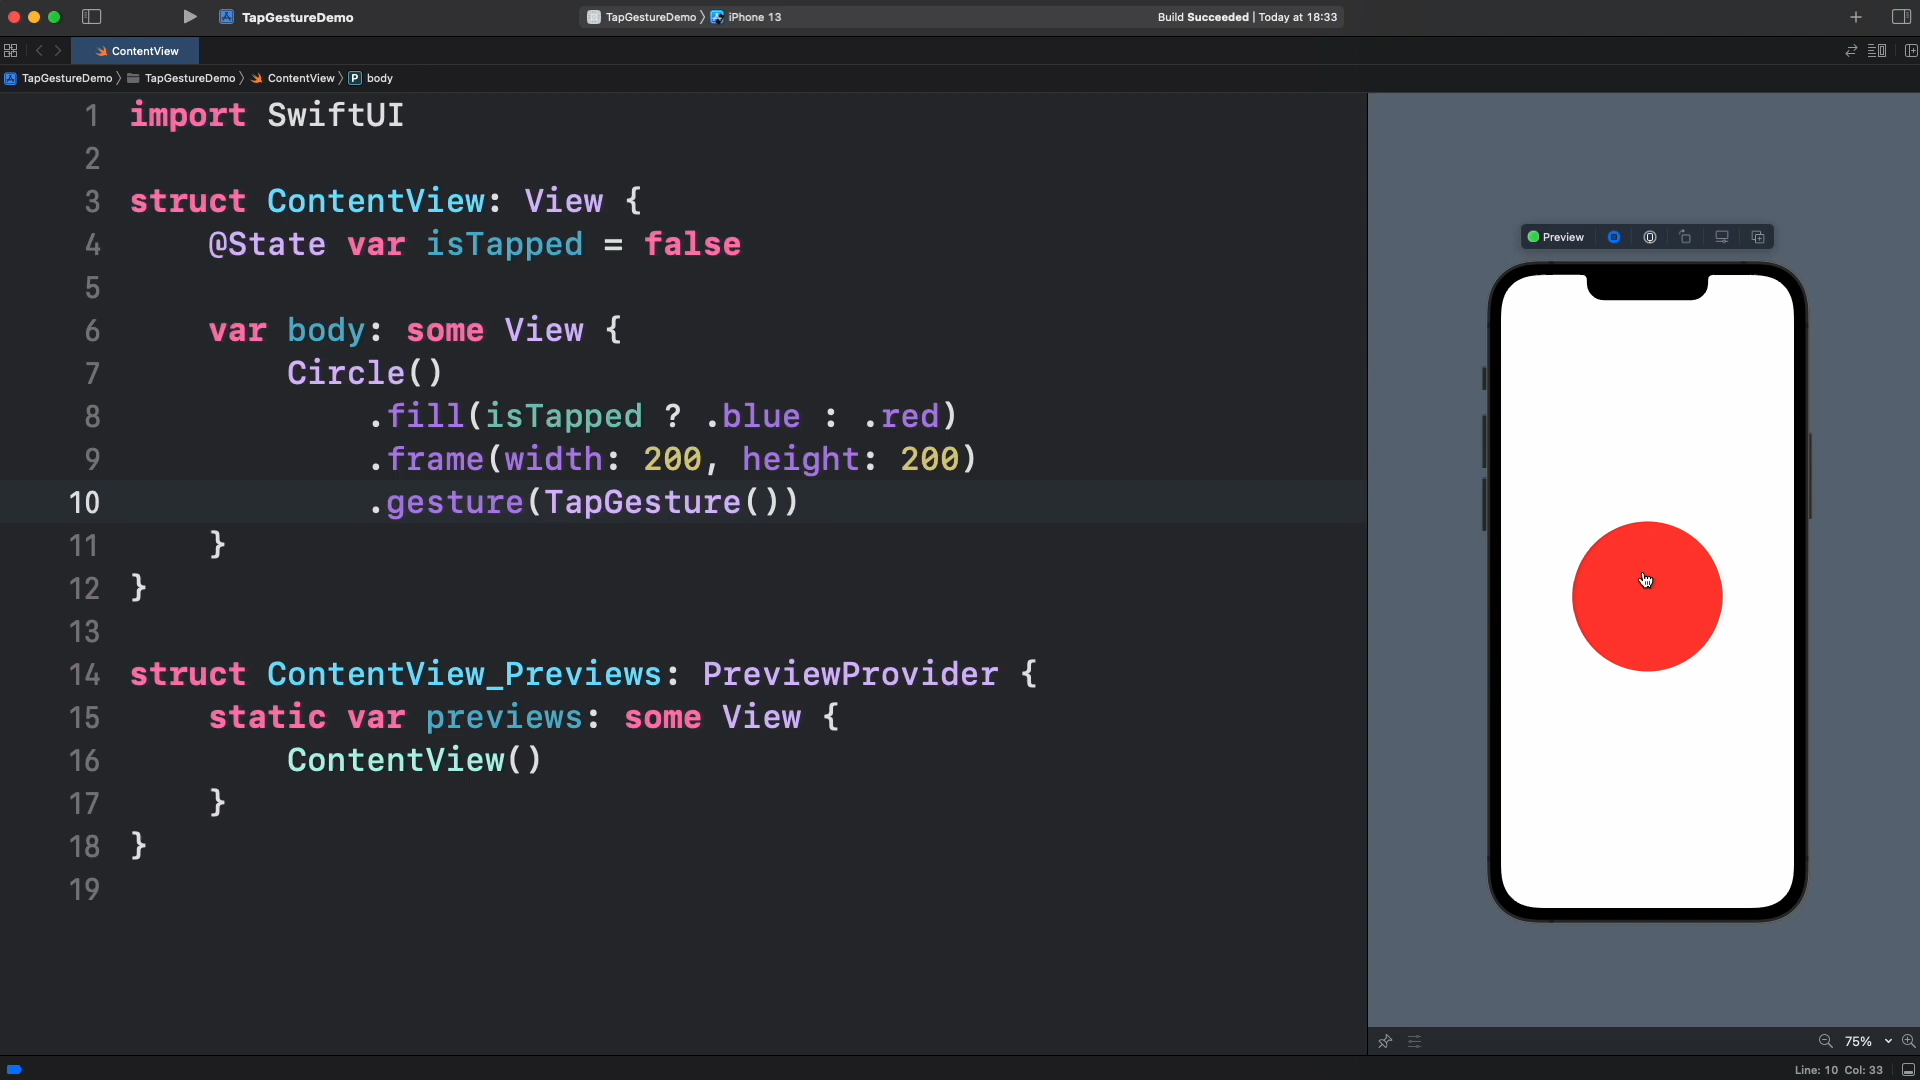 TapGestureDemo
TapGestureDemo 〉 iPhone 13
Build Succeeded | Today at 18:33
ContentView
TapGestureDemo 〉 TapGestureDemo 〉 ContentView 〉 P body
1 import SwiftUI
2
3 struct ContentView: View {
4 @State var isTapped = false
5
6 var body: some View {
7 Circle()
8 .fill(isTapped ? .blue : .red)
9 .frame(width: 200, height: 200)
10 .gesture(TapGesture())
11 }
12 }
13
14 struct ContentView_Previews: PreviewProvider {
15 static var previews: some View {
16 ContentView()
17 }
18 }
19
Preview
75%
Line: 10 Col: 33